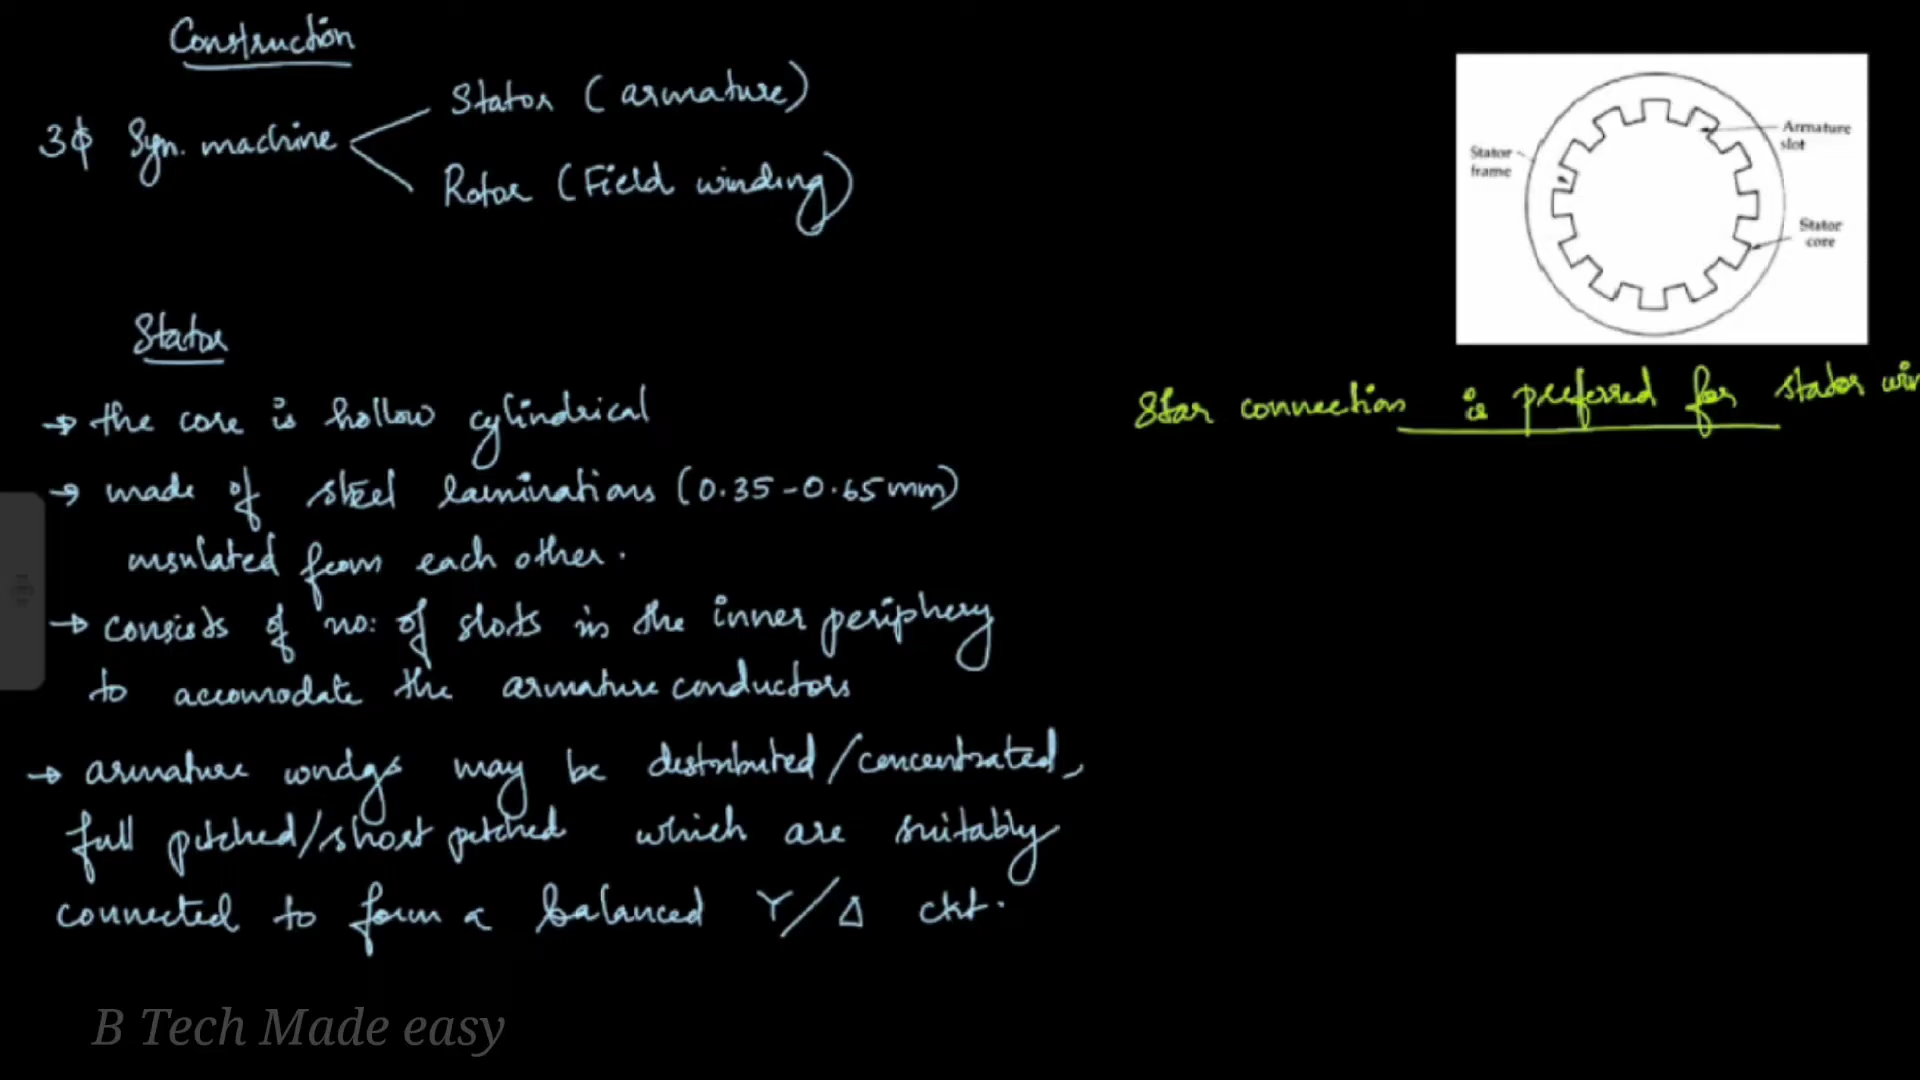 Construction
3ϕ Syn. machine
Stator (armature)
Rotor (Field winding)
Stator
→ the core is hollow cylindrical
→ made of steel laminations (0.35-0.65mm)
insulated from each other.
→ consists of no: of slots in the inner periphery
to accomodate the armature conductors
→ armature wndgs may be distributed/concentrated,
full pitched/short pitched which are suitably
connected to form a balanced Y/Δ ckt.
Armature
slot
Stator
frame
Stator
core
Star connection is preferred for stator win
B Tech Made easy